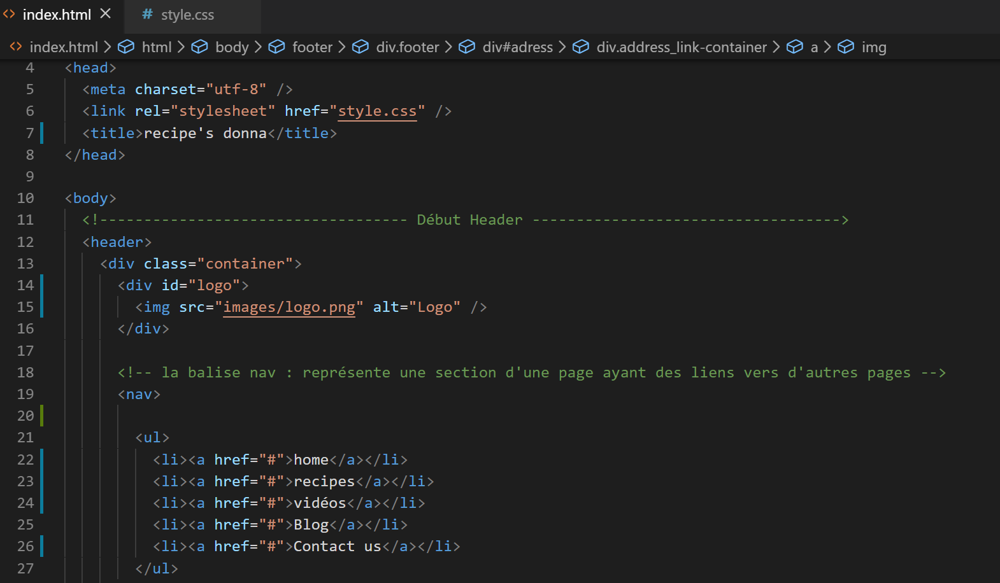 <> index.html × # style.css
<> index.html > html > body > footer > div.footer > div#adress > div.address_link-container > a > img
4 <head>
5 <meta charset="utf-8" />
6 <link rel="stylesheet" href="style.css" />
7 <title>recipe's donna</title>
8 </head>
9
10 <body>
11 <!----------------------------------- Début Header ----------------------------------->
12 <header>
13 <div class="container">
14 <div id="logo">
15 <img src="images/logo.png" alt="Logo" />
16 </div>
17
18 <!-- la balise nav : représente une section d'une page ayant des liens vers d'autres pages -->
19 <nav>
20
21 <ul>
22 <li><a href="#">home</a></li>
23 <li><a href="#">recipes</a></li>
24 <li><a href="#">vidéos</a></li>
25 <li><a href="#">Blog</a></li>
26 <li><a href="#">Contact us</a></li>
27 </ul>